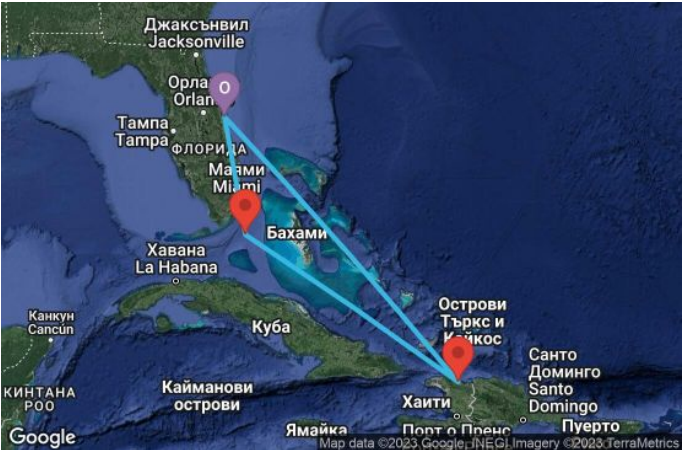 Джаксънвил
Jacksonville
Орла
Orlan
O
Тампа
Tampa
ФЛОРИДА
Маями
Miami
Бахами
Хавана
La Habana
Канкун
Cancún
Куба
Острови
Търкс и
Кайкос
КИНТАНА
РОО
Кайманови
острови
Санто
Доминго
Santo
Domingo
Хаити
Ямайка
Порт о Пренс
Пуерто
Google
Map data ©2023 Google, INEGI Imagery ©2023 TerraMetrics